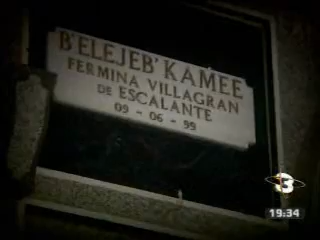 B'ELEJEB' KAMEE
FERMINA VILLAGRAN
DE ESCALANTE
09 - 06 - 99
3
19:34